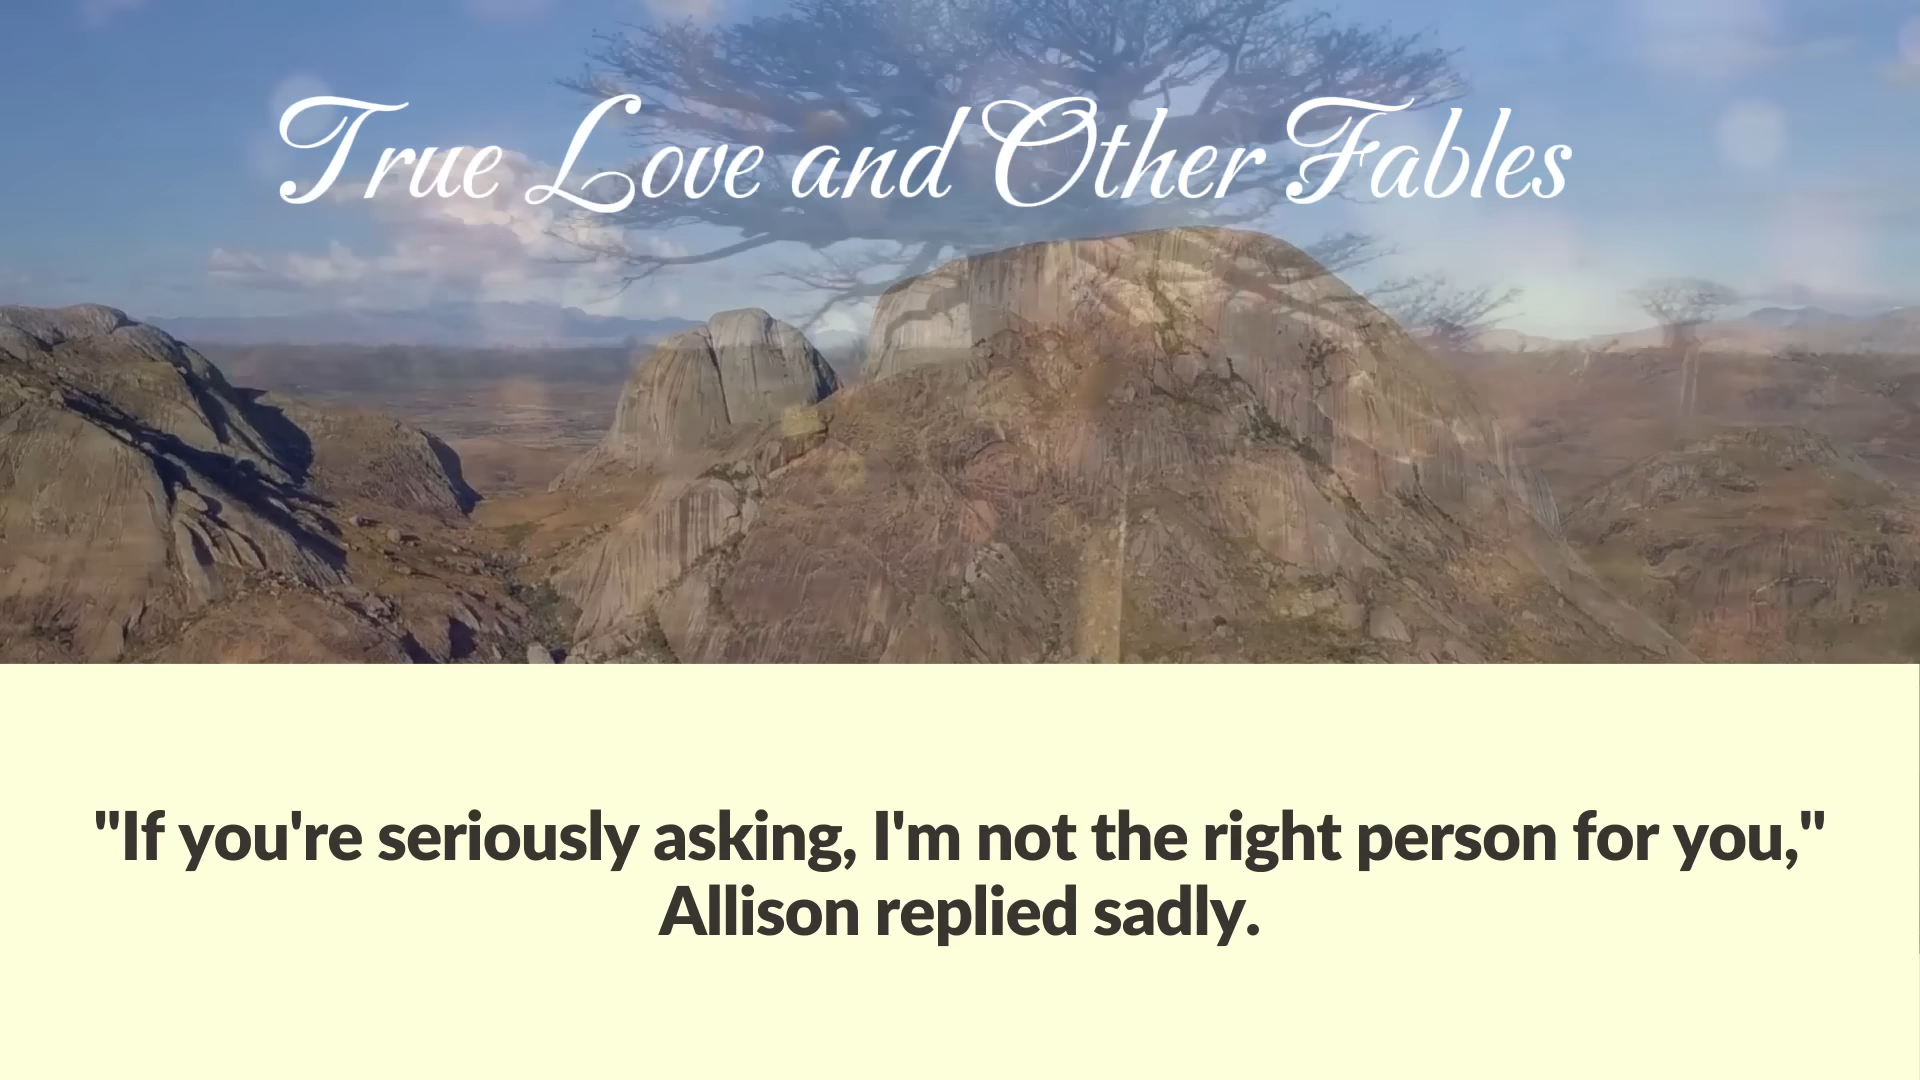 True Love and Other Fables
"If you're seriously asking, I'm not the right person for you,"
Allison replied sadly.